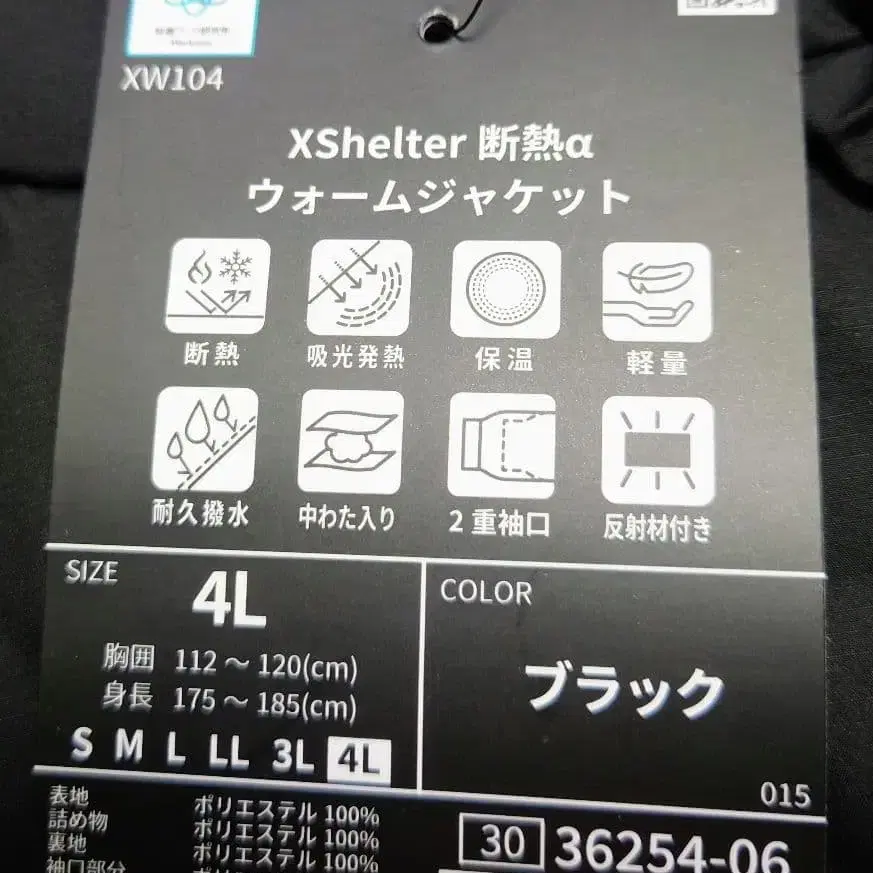 XW104
XShelter 断熱α
ウォームジャケット
断熱 吸光発熱 保温 軽量
耐久撥水 中わた入り 2重袖口 反射材付き
SIZE
4L
胸囲 112～120(cm)
身長 175～185(cm)
S M L LL 3L 4L
COLOR
ブラック
015
表地 ポリエステル 100%
詰め物 ポリエステル 100%
裏地 ポリエステル 100%
袖口部分
30 36254-06